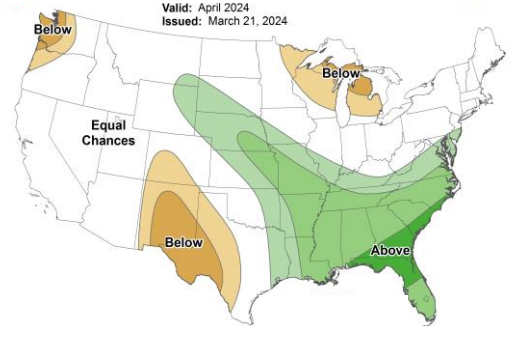 Valid: April 2024
Issued: March 21, 2024
Below
Below
Equal
Chances
Below
Above